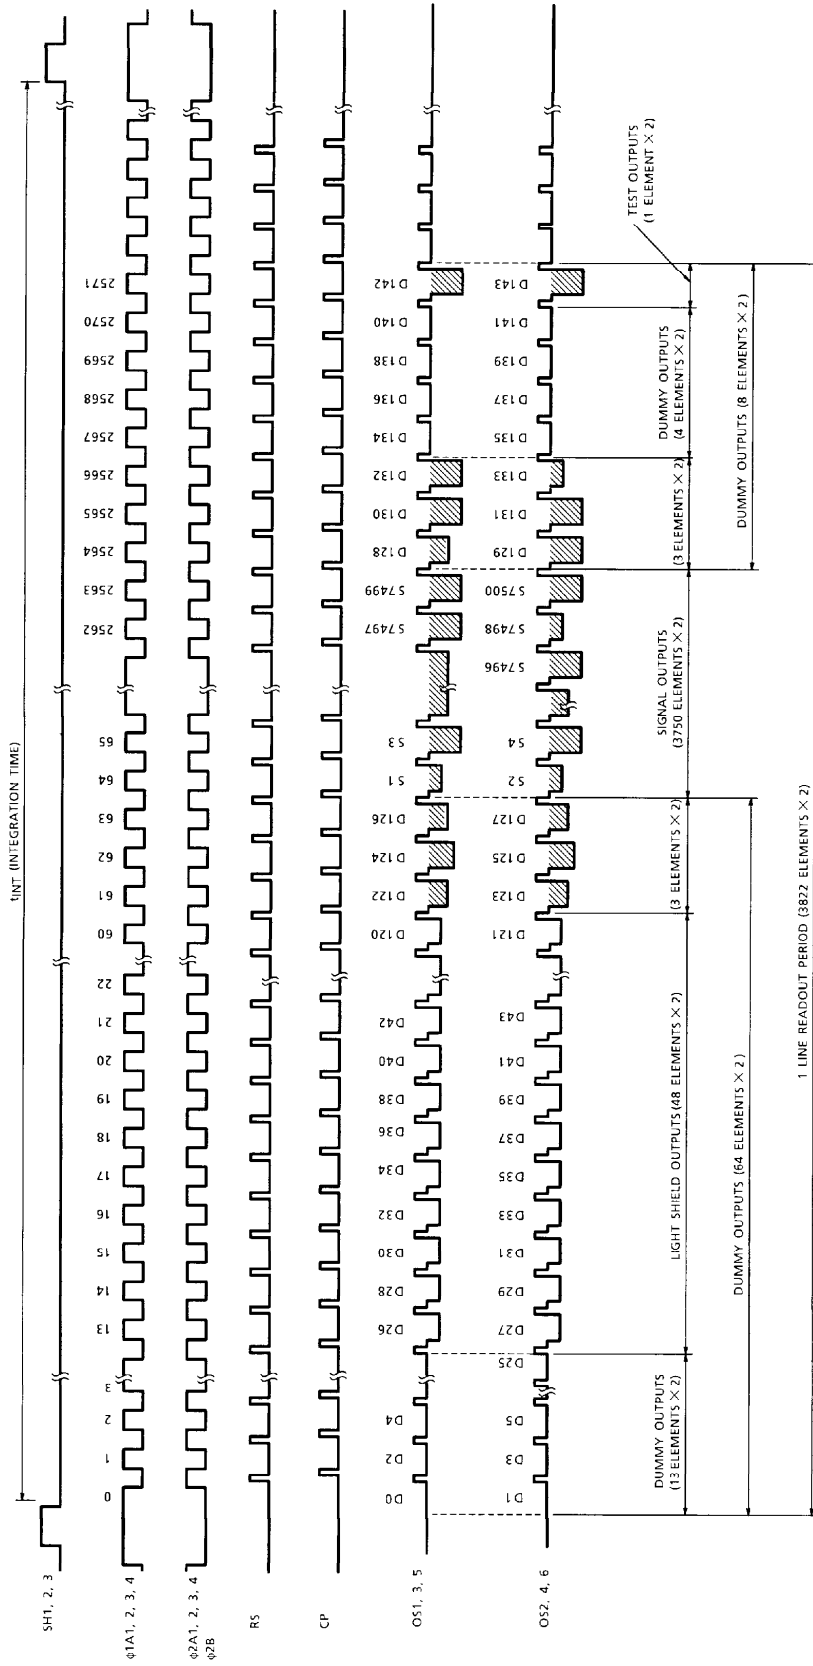 tINT (INTEGRATION TIME)
SH1, 2, 3
0 1 2 3 13 14 15 16 17 18 19 20 21 22 60 61 62 63 64 65 2562 2563 2564 2565 2566 2567 2568 2569 2570 2571
φ1A1, 2, 3, 4
φ2A1, 2, 3, 4
φ2B
RS
CP
D0 D2 D4 D26 D28 D30 D32 D34 D36 D38 D40 D42 D120 D122 D124 D126 S1 S3 S7497 S7499 D128 D130 D132 D134 D136 D138 D140 D142
OS1, 3, 5
D1 D3 D5 D25 D27 D29 D31 D33 D35 D37 D39 D41 D43 D121 D123 D125 D127 S2 S4 S7496 S7498 S7500 D129 D131 D133 D135 D137 D139 D141 D143
OS2, 4, 6
DUMMY OUTPUTS
(13 ELEMENTS × 2)
LIGHT SHIELD OUTPUTS (48 ELEMENTS × 2)
(3 ELEMENTS × 2)
SIGNAL OUTPUTS
(3750 ELEMENTS × 2)
(3 ELEMENTS × 2)
DUMMY OUTPUTS
(4 ELEMENTS × 2)
TEST OUTPUTS
(1 ELEMENT × 2)
DUMMY OUTPUTS (64 ELEMENTS × 2)
DUMMY OUTPUTS (8 ELEMENTS × 2)
1 LINE READOUT PERIOD (3822 ELEMENTS × 2)